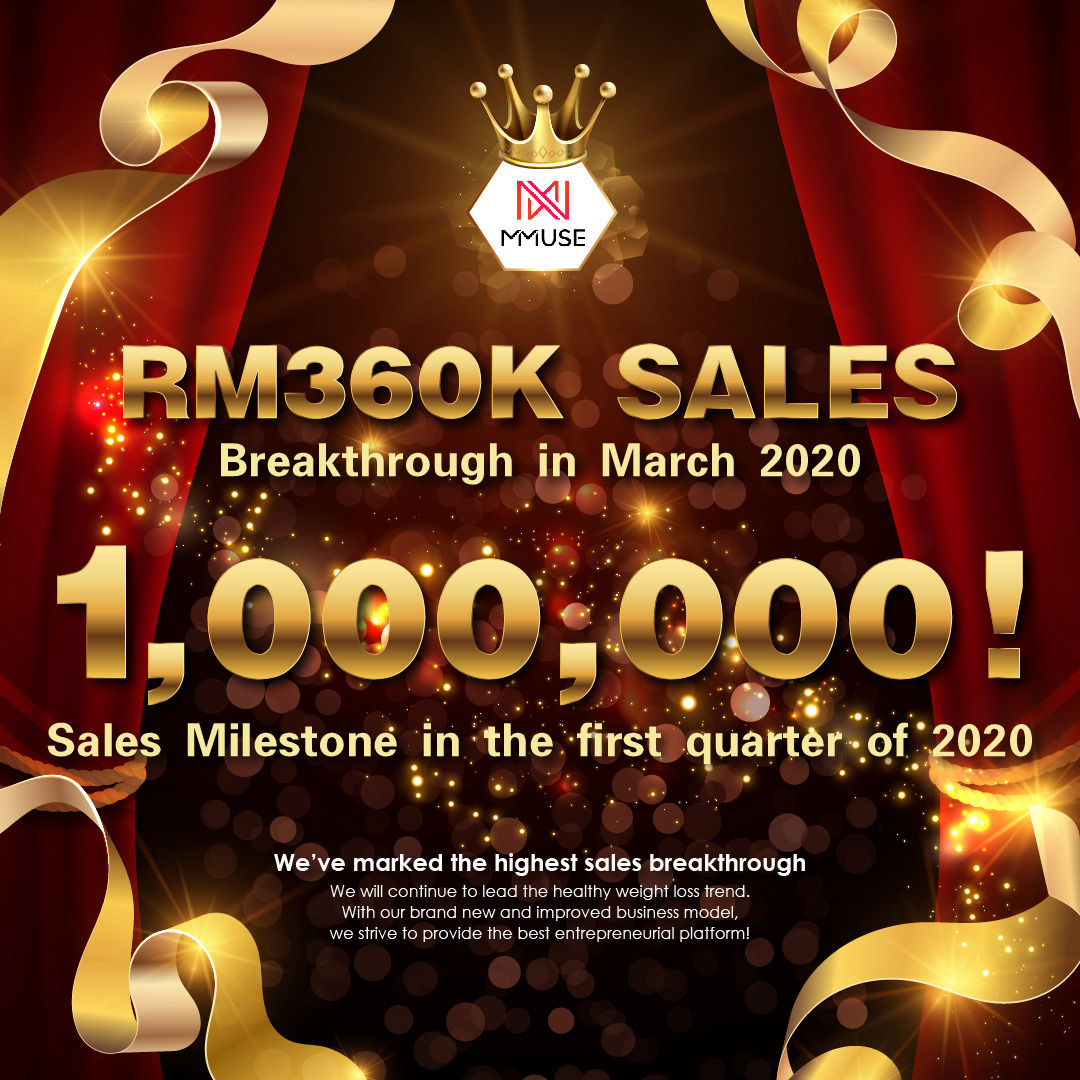 MMUSE
RM360K SALES
Breakthrough in March 2020
1,000,000!
Sales Milestone in the first quarter of 2020
We've marked the highest sales breakthrough
We will continue to lead the healthy weight loss trend.
With our brand new and improved business model,
we strive to provide the best entrepreneurial platform!